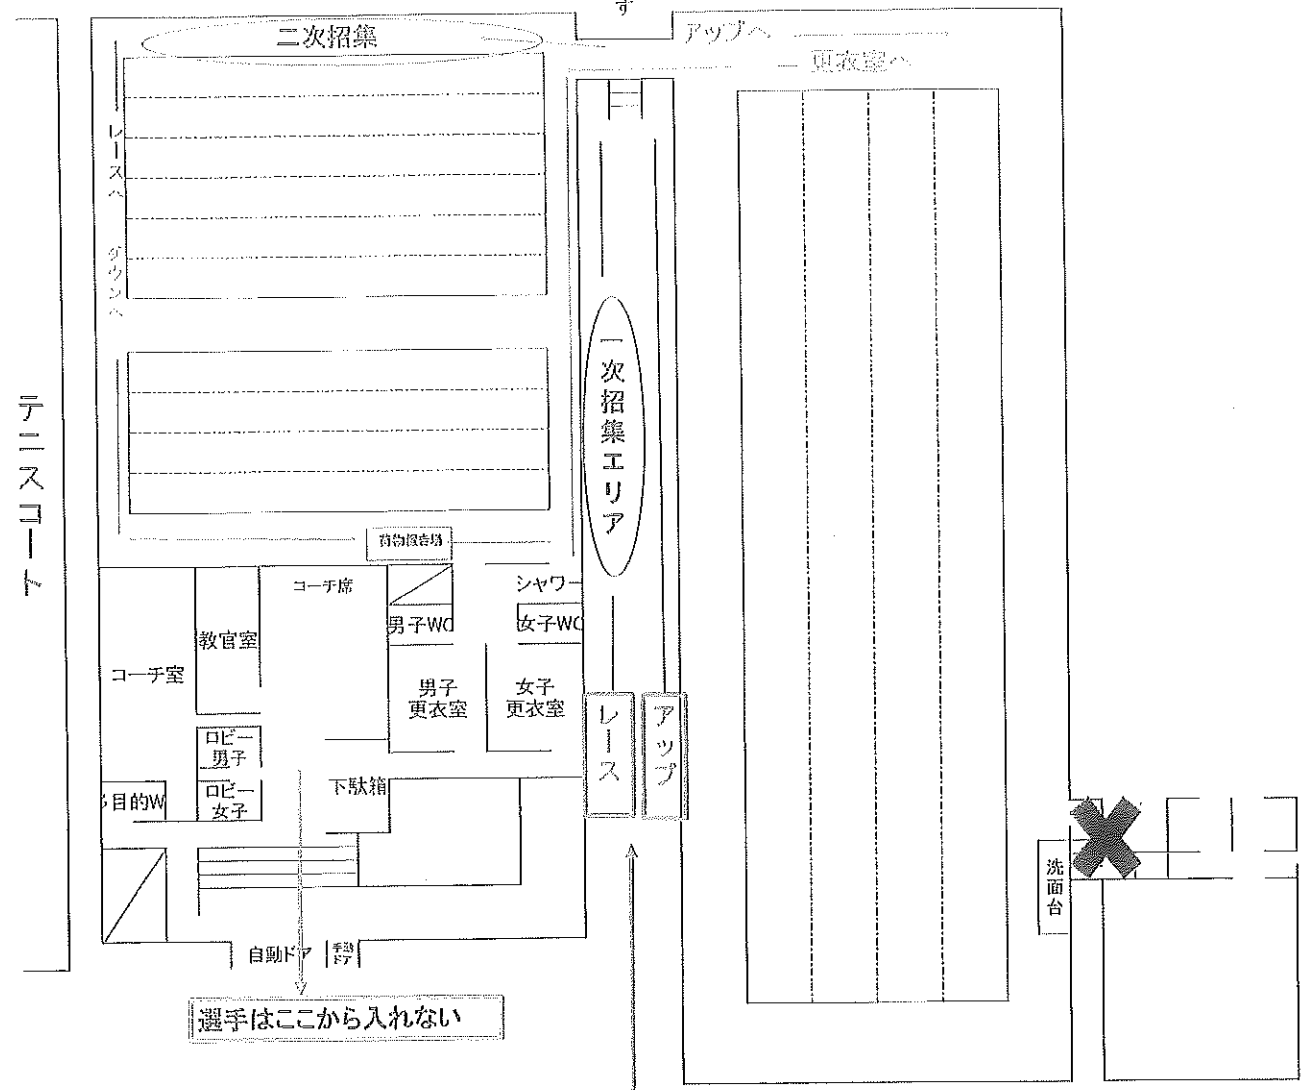 ず
二次招集
アップへ
更衣室へ
レースへ
ダウンへ
一次招集エリア
テニスコート
コーチ席
シャワー
男子WC
女子WC
教官室
コーチ室
男子
更衣室
女子
更衣室
レース
アップ
ロビー
男子
ロビー
女子
下駄箱
目的W
洗面台
自動ドア
手動
ドア
選手はここから入れない